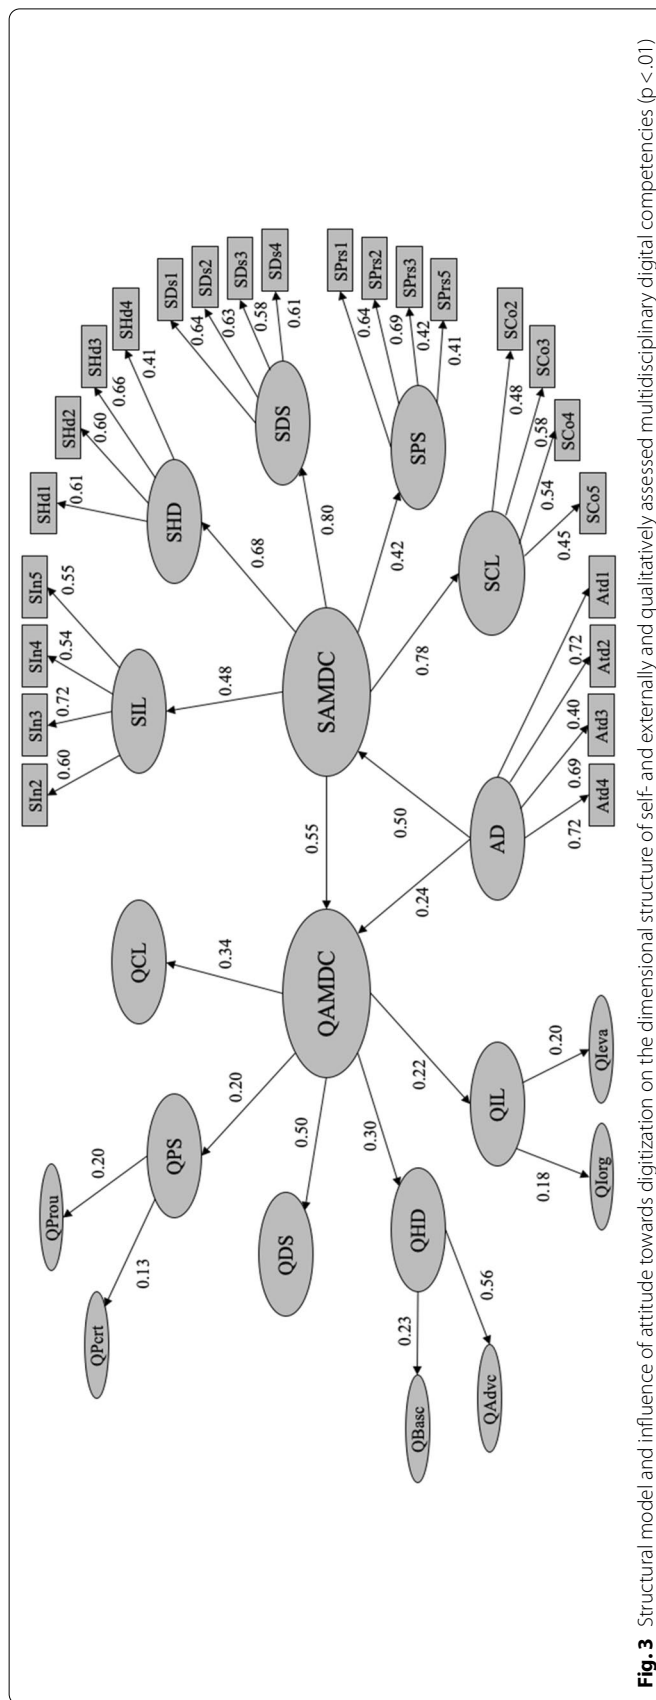 QProu
0.20
QPcrt
0.13
QPS
0.20
QCL
0.34
QDS
0.50
QAMDC
0.30
QHD
0.23
QBasc
0.56
QAdvc
0.22
QIL
0.18
QIorg
0.20
QIeva
0.55
0.24
0.50
AD
0.72
Atd4
0.69
Atd3
0.40
Atd2
0.72
Atd1
SAMDC
0.48
SIL
0.60
SIn2
0.72
SIn3
0.54
SIn4
0.55
SIn5
0.68
SHD
0.61
SHd1
0.60
SHd2
0.66
SHd3
0.41
SHd4
0.80
SDS
0.64
SDs1
0.63
SDs2
0.58
SDs3
0.61
SDs4
0.42
SPS
0.64
SPrs1
0.69
SPrs2
0.42
SPrs3
0.41
SPrs5
0.78
SCL
0.48
SCo2
0.58
SCo3
0.54
SCo4
0.45
SCo5
Fig. 3 Structural model and influence of attitude towards digitization on the dimensional structure of self- and externally and qualitatively assessed multidisciplinary digital competencies (p <.01)